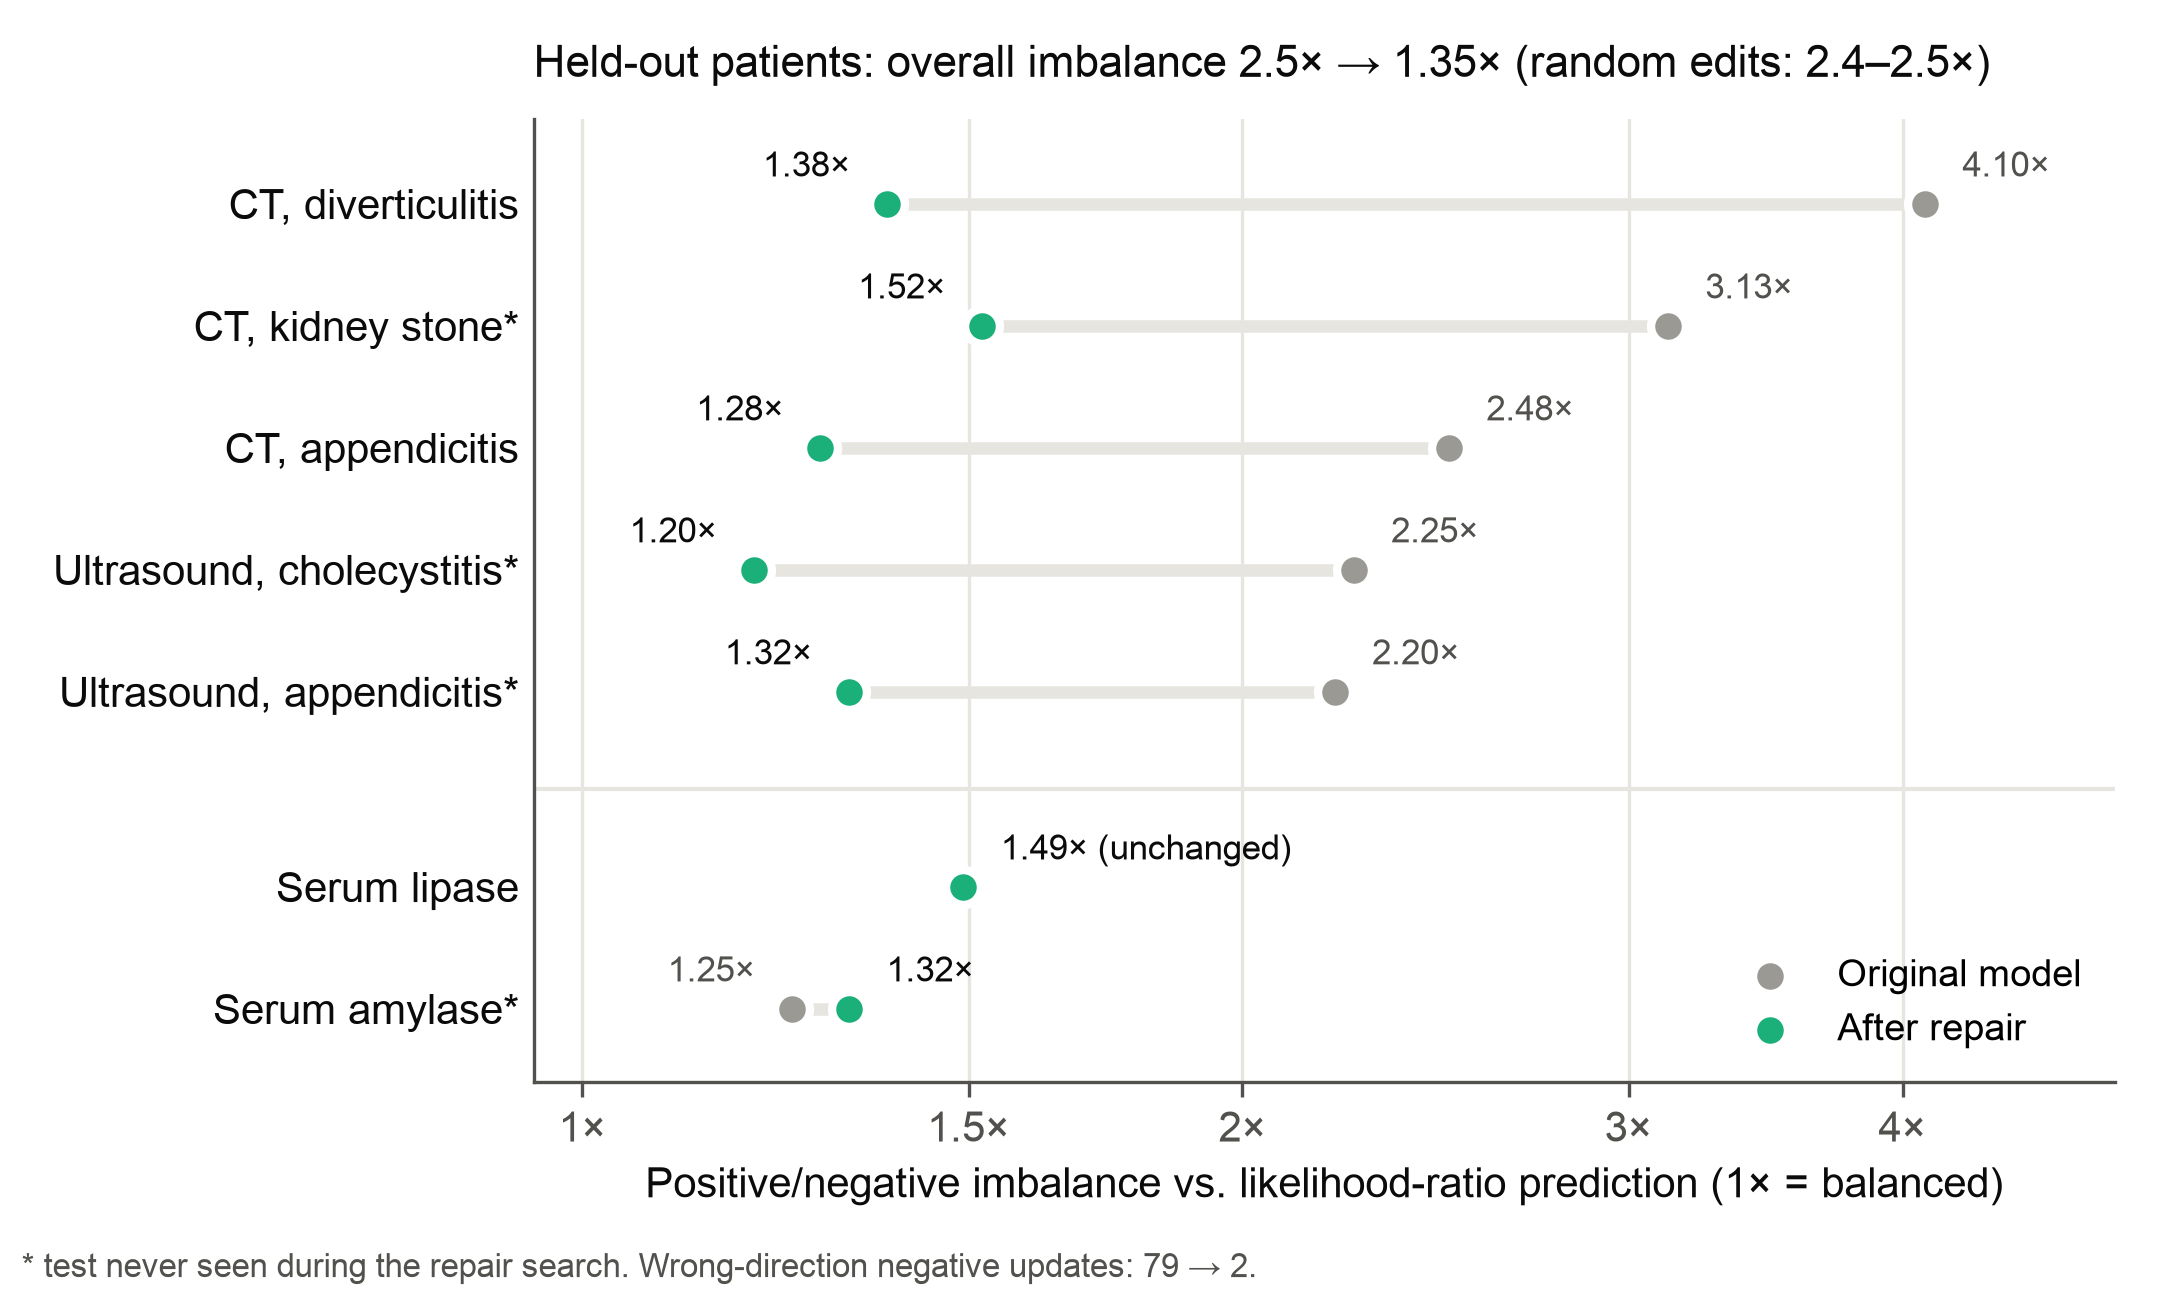 Held-out patients: overall imbalance 2.5× → 1.35× (random edits: 2.4–2.5×)
1.38×
4.10×
CT, diverticulitis
1.52×
3.13×
CT, kidney stone*
1.28×
2.48×
CT, appendicitis
1.20×
2.25×
Ultrasound, cholecystitis*
1.32×
2.20×
Ultrasound, appendicitis*
1.49× (unchanged)
Serum lipase
1.25×
1.32×
Serum amylase*
Original model
After repair
1×
1.5×
2×
3×
4×
Positive/negative imbalance vs. likelihood-ratio prediction (1× = balanced)
* test never seen during the repair search. Wrong-direction negative updates: 79 → 2.